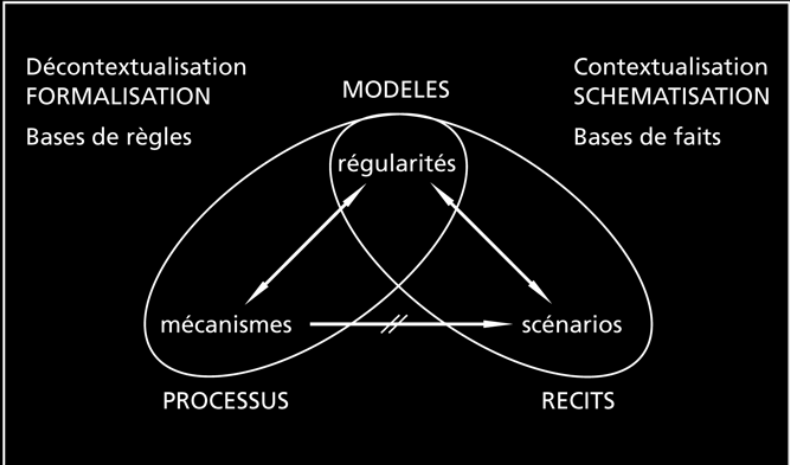 Décontextualisation
FORMALISATION
Bases de règles
MODELES
Contextualisation
SCHEMATISATION
Bases de faits
régularités
mécanismes
scénarios
PROCESSUS
RECITS